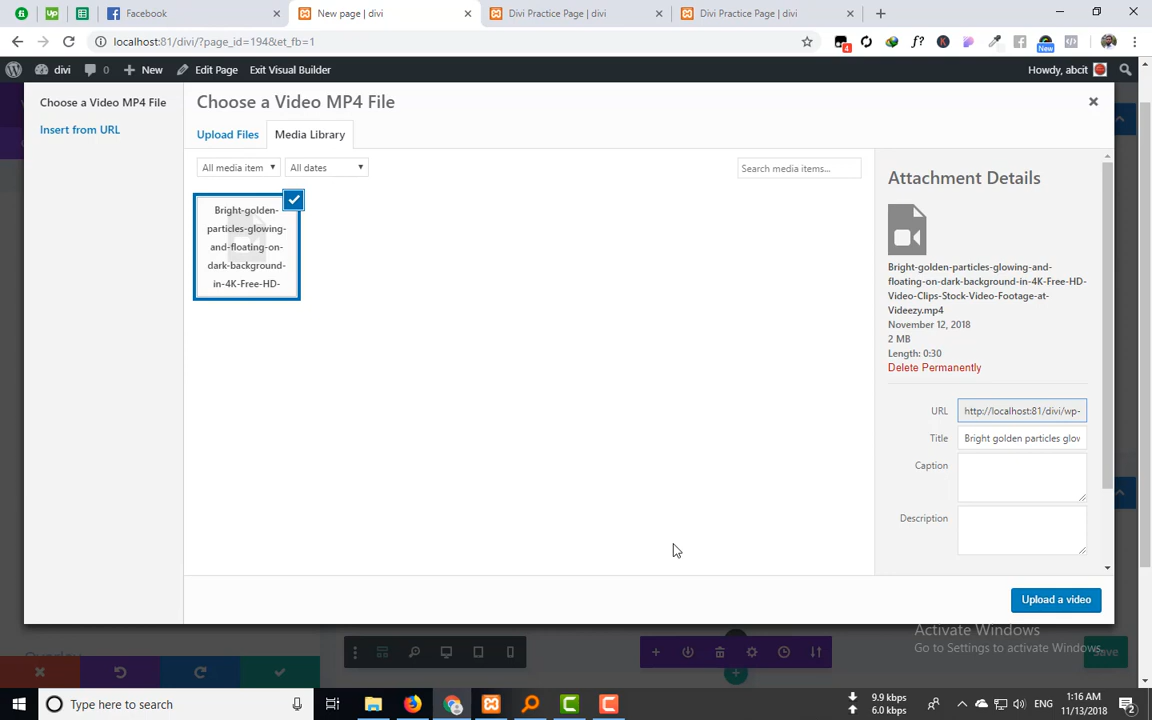 Facebook
New page | divi
Divi Practice Page | divi
Divi Practice Page | divi
localhost:81/divi/?page_id=194&et_fb=1
4
f?
K
New
divi
0
New
Edit Page
Exit Visual Builder
Howdy, abcit
Choose a Video MP4 File
Insert from URL
Choose a Video MP4 File
Upload Files
Media Library
All media item
All dates
Search media items...
Bright-golden-
particles-glowing-
and-floating-on-
dark-background-
in-4K-Free-HD-
Attachment Details
Bright-golden-particles-glowing-and-
floating-on-dark-background-in-4K-Free-HD-
Video-Clips-Stock-Video-Footage-at-
Videezy.mp4
November 12, 2018
2 MB
Length: 0:30
Delete Permanently
URL
http://localhost:81/divi/wp-
Title
Bright golden particles glov
Caption
Description
Upload a video
Activate Windows
Go to Settings to activate Windows.
Save
Type here to search
9.9 kbps
6.0 kbps
ENG
1:16 AM
11/13/2018
2